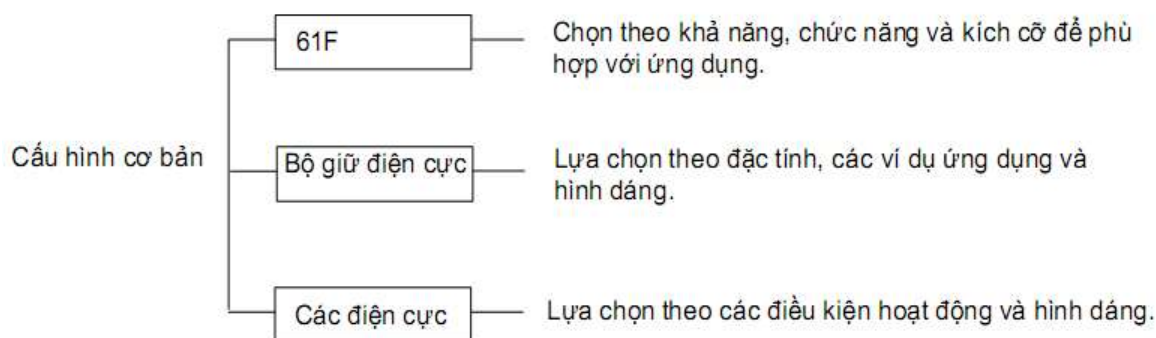 61F
Chọn theo khả năng, chức năng và kích cỡ để phù
hợp với ứng dụng.
Cấu hình cơ bản
Bộ giữ điện cực
Lựa chọn theo đặc tính, các ví dụ ứng dụng và
hình dáng.
Các điện cực
Lựa chọn theo các điều kiện hoạt động và hình dáng.